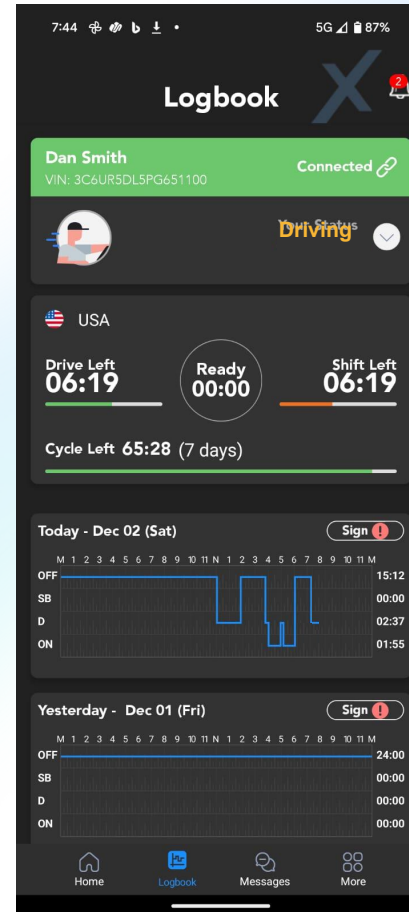 7:44 5G 87%
Logbook
2
Dan Smith
VIN: 3C6UR5DL5PG651100
Connected
Your Status
Driving
USA
Drive Left
06:19
Ready
00:00
Shift Left
06:19
Cycle Left 65:28 (7 days)
Today - Dec 02 (Sat)
Sign !
M 1 2 3 4 5 6 7 8 9 10 11 N 1 2 3 4 5 6 7 8 9 10 11 M
OFF 15:12
SB 00:00
D 02:37
ON 01:55
Yesterday - Dec 01 (Fri)
Sign !
M 1 2 3 4 5 6 7 8 9 10 11 N 1 2 3 4 5 6 7 8 9 10 11 M
OFF 24:00
SB 00:00
D 00:00
ON 00:00
Home Logbook Messages More